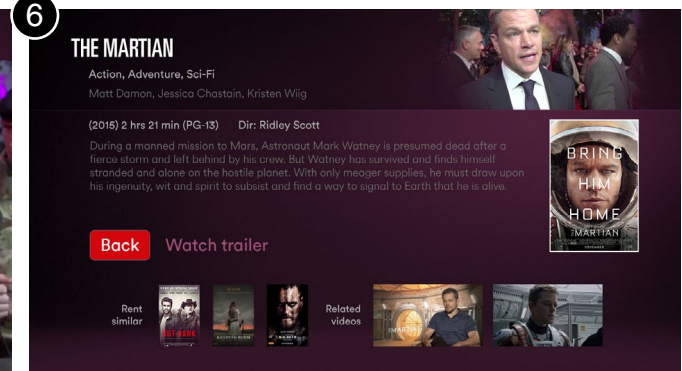 6
THE MARTIAN
Action, Adventure, Sci-Fi
Matt Damon, Jessica Chastain, Kristen Wiig
(2015) 2 hrs 21 min (PG-13) Dir: Ridley Scott
During a manned mission to Mars, Astronaut Mark Watney is presumed dead after a
fierce storm and left behind by his crew. But Watney has survived and finds himself
stranded and alone on the hostile planet. With only meager supplies, he must draw upon
his ingenuity, wit and spirit to subsist and find a way to signal to Earth that he is alive.
BRING
HIM
HOME
THE MARTIAN
NOVEMBER
Back Watch trailer
Rent
similar
Related
videos
MARTIAN